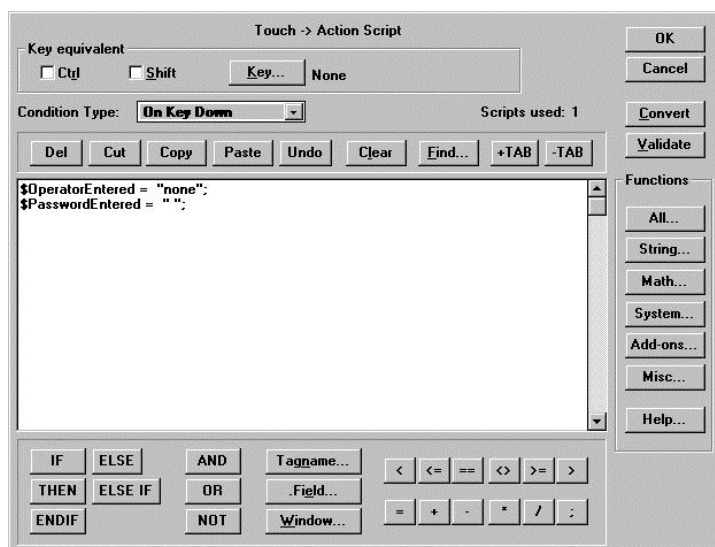 Touch -> Action Script
Key equivalent
Ctrl
Shift
Key...
None
Condition Type:
On Key Down
Scripts used: 1
Del
Cut
Copy
Paste
Undo
Clear
Find...
+TAB
-TAB
$OperatorEntered = "none";
$PasswordEntered = " ";
OK
Cancel
Convert
Validate
Functions
All...
String...
Math...
System...
Add-ons...
Misc...
Help...
IF
ELSE
AND
Tagname...
<
<=
==
<>
>=
>
THEN
ELSE IF
OR
.Field...
ENDIF
NOT
Window...
=
+
-
*
/
;